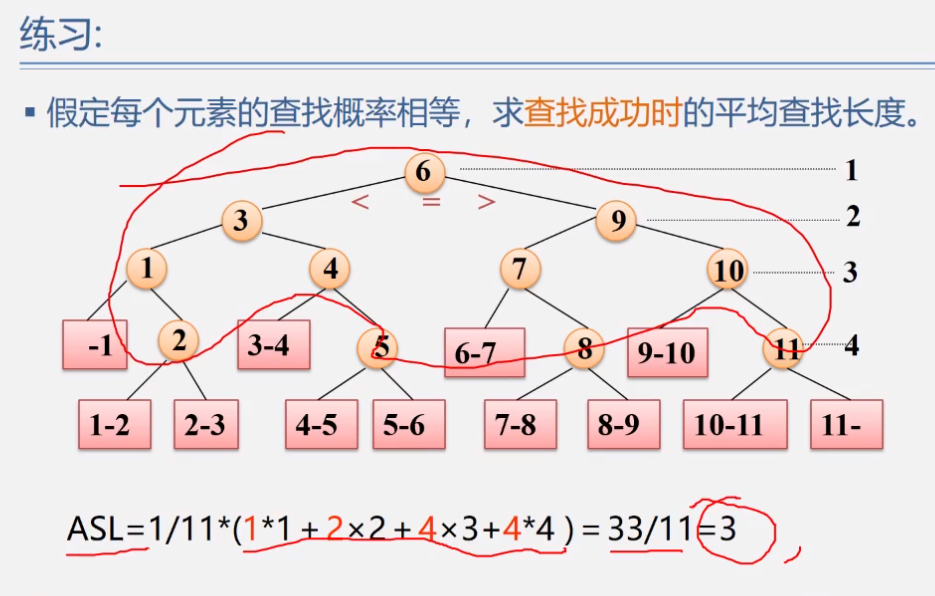 练习:
▪ 假定每个元素的查找概率相等，求查找成功时的平均查找长度。
6 1
< = >
3 9 2
1 4 7 10 3
-1 2 3-4 5 6-7 8 9-10 11 4
1-2 2-3 4-5 5-6 7-8 8-9 10-11 11-
ASL=1/11*(1*1+2×2+4×3+4*4)=33/11=3